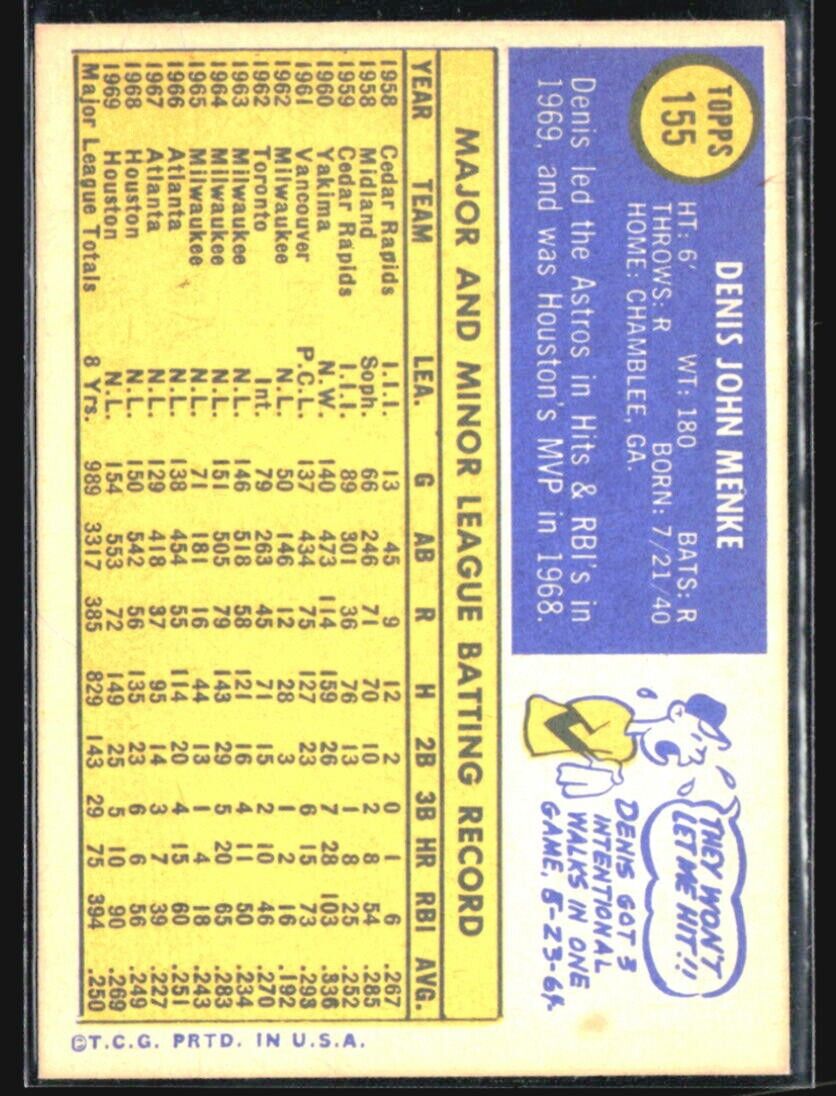 TOPPS
155
DENIS JOHN MENKE
HT: 6' WT: 180 BATS: R
THROWS: R BORN: 7/21/40
HOME: CHAMBLEE, GA.
Denis led the Astros in Hits & RBI's in
1969, and was Houston's MVP in 1968.
THEY WON'T
LET ME HIT!!
DENIS GOT 3
INTENTIONAL
WALKS IN ONE
GAME, 8-23-64.
MAJOR AND MINOR LEAGUE BATTING RECORD
YEAR TEAM LEA. G AB R H 2B 3B HR RBI AVG.
1958 Cedar Rapids I.I.I. 13 45 9 12 2 0 1 6 .267
1958 Midland Soph. 66 246 71 70 10 2 8 54 .285
1959 Cedar Rapids I.I.I. 89 301 36 76 13 1 8 25 .252
1960 Yakima N.W. 140 473 114 159 26 7 28 103 .336
1961 Vancouver P.C.L. 137 434 75 127 23 6 15 73 .293
1962 Milwaukee N.L. 50 146 12 28 3 1 2 16 .192
1962 Toronto Int. 79 263 45 71 15 2 10 46 .270
1963 Milwaukee N.L. 146 518 58 121 16 4 11 50 .234
1964 Milwaukee N.L. 151 505 79 143 29 5 20 65 .283
1965 Milwaukee N.L. 71 181 16 44 13 1 4 18 .243
1966 Atlanta N.L. 138 454 55 114 20 4 15 60 .251
1967 Atlanta N.L. 129 418 37 95 14 3 7 39 .227
1968 Houston N.L. 150 542 56 135 23 6 6 56 .249
1969 Houston N.L. 154 553 72 149 25 5 10 90 .269
Major League Totals 8 Yrs. 989 3317 385 829 143 29 75 394 .250
©T.C.G. PRTD. IN U.S.A.